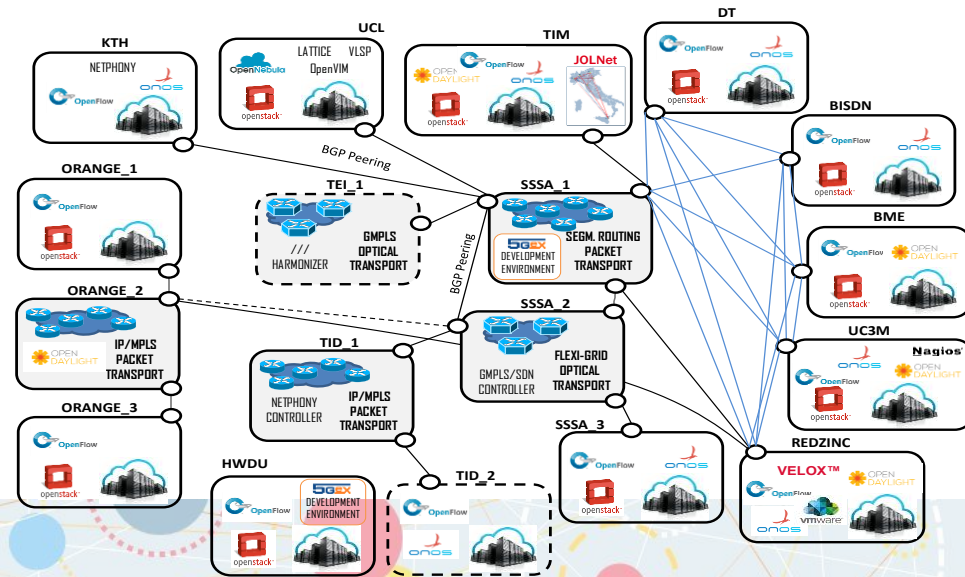 KTH
NETPHONY
OpenFlow
ONOS
UCL
LATTICE VLSP
OpenNebula
OpenVIM
openstack
TIM
OPEN DAYLIGHT
OpenFlow
ONOS
JOLNet
openstack
DT
OpenFlow
ONOS
openstack
BISDN
OpenFlow
ONOS
openstack
BME
OpenFlow
OPEN DAYLIGHT
openstack
UC3M
ONOS
Nagios
OpenFlow
OPEN DAYLIGHT
openstack
REDZINC
VELOX™
OPEN DAYLIGHT
OpenFlow
vmware
ONOS
BGP Peering
BGP Peering
TEI_1
///
HARMONIZER
GMPLS
OPTICAL
TRANSPORT
SSSA_1
5GEX
DEVELOPMENT
ENVIRONMENT
SEGM. ROUTING
PACKET
TRANSPORT
ORANGE_1
OpenFlow
openstack
ORANGE_2
OPEN DAYLIGHT
IP/MPLS
PACKET
TRANSPORT
ORANGE_3
OpenFlow
openstack
SSSA_2
GMPLS/SDN
CONTROLLER
FLEXI-GRID
OPTICAL
TRANSPORT
TID_1
NETPHONY
CONTROLLER
IP/MPLS
PACKET
TRANSPORT
SSSA_3
OpenFlow
ONOS
openstack
HWDU
OpenFlow
5GEX
DEVELOPMENT
ENVIRONMENT
openstack
TID_2
OpenFlow
ONOS